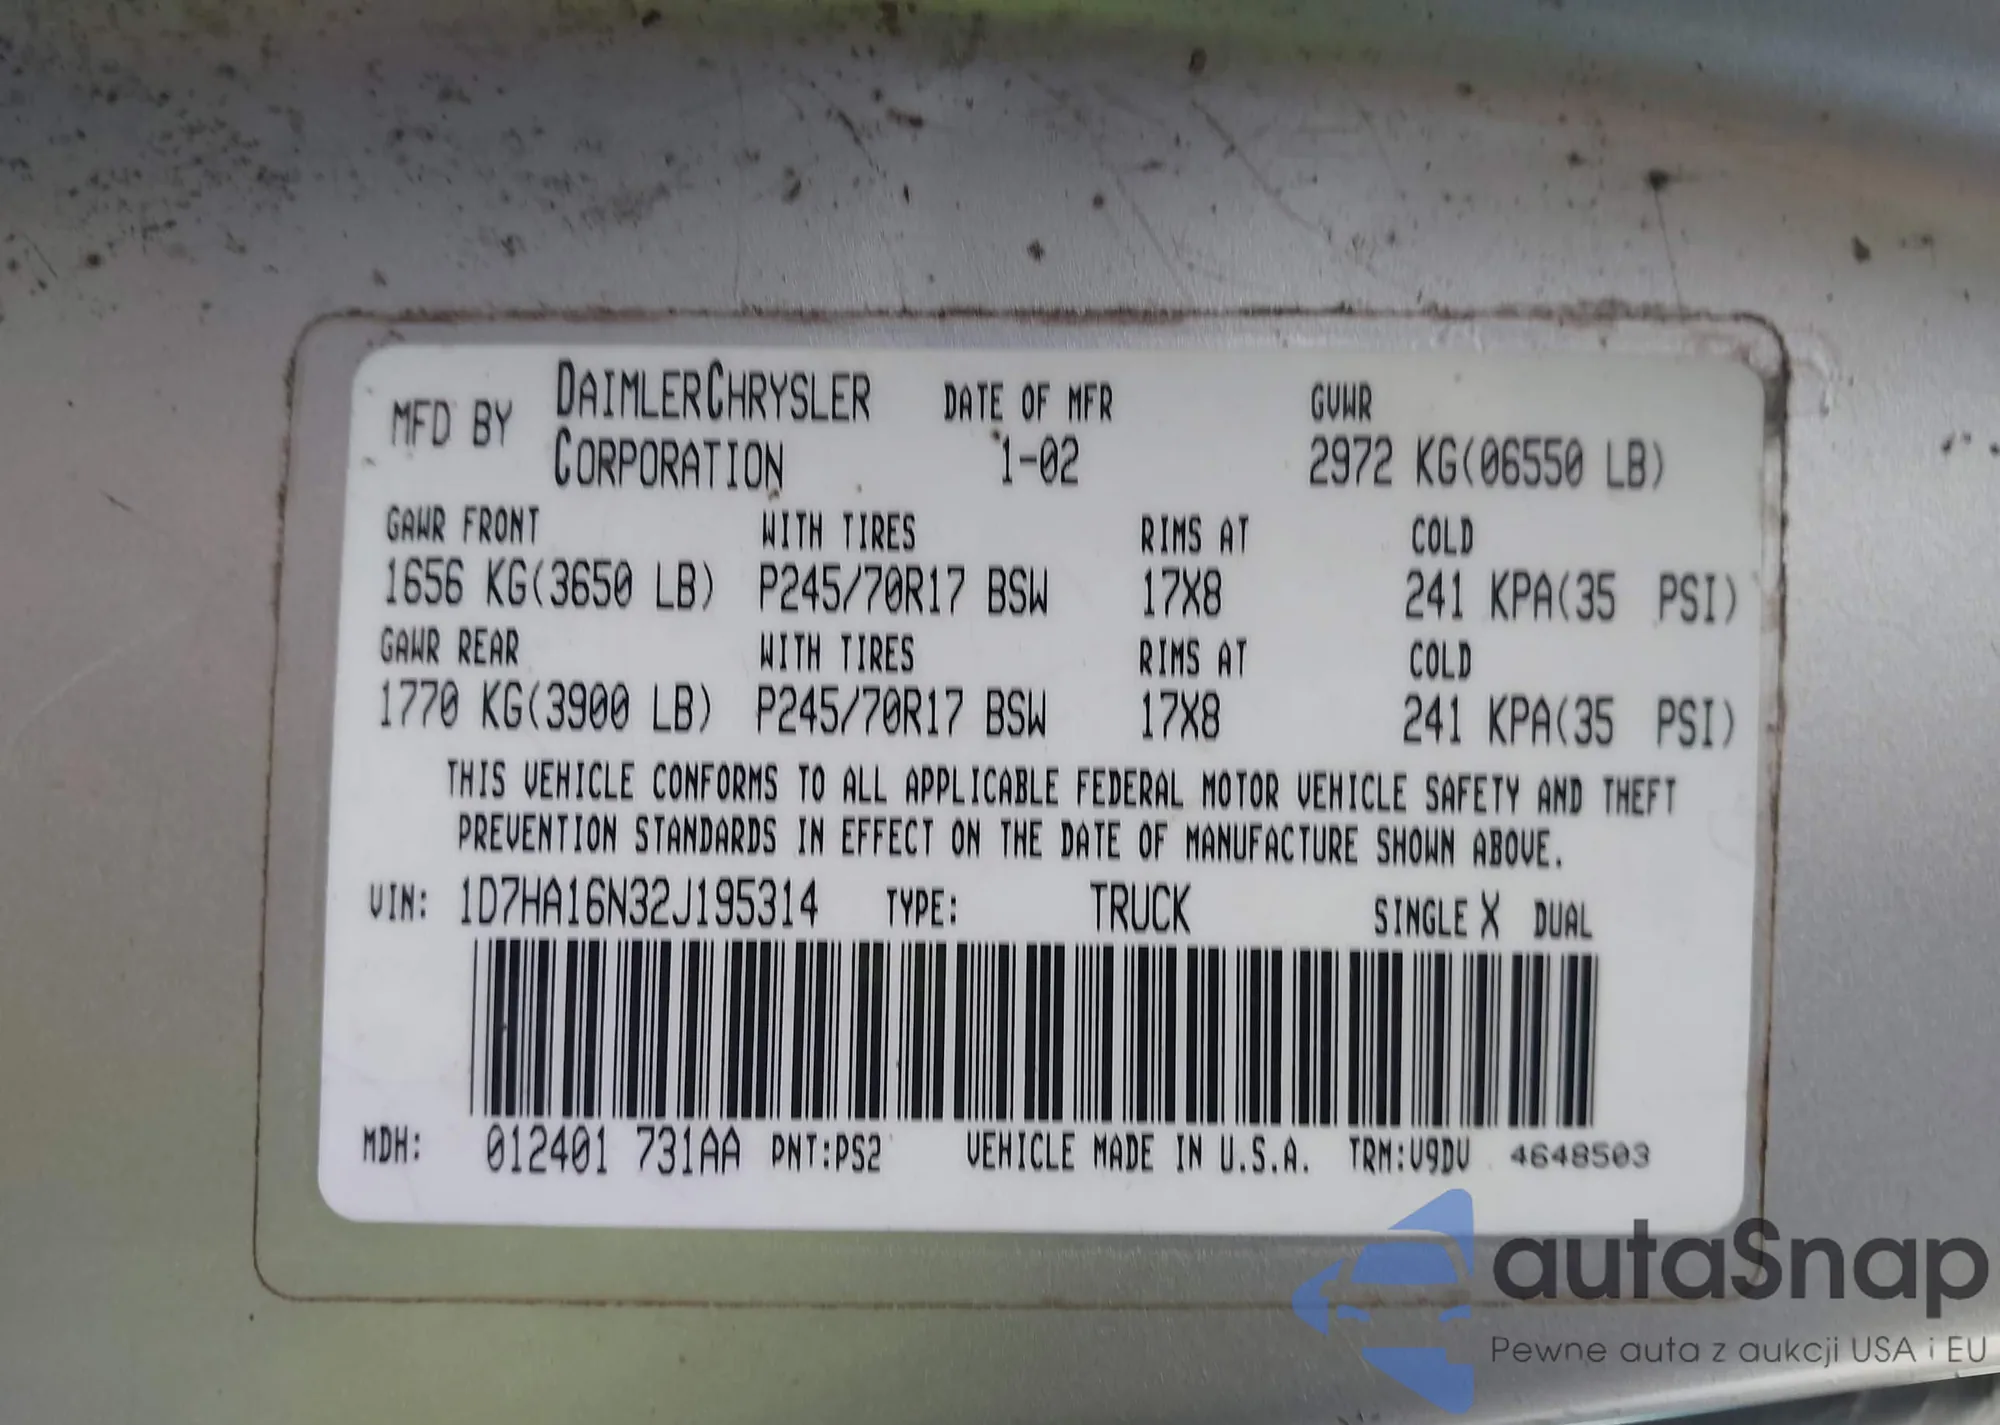 MFD BY DAIMLERCHRYSLER CORPORATION DATE OF MFR 1-02 GVWR 2972 KG(06550 LB)
GAWR FRONT WITH TIRES RIMS AT COLD
1656 KG(3650 LB) P245/70R17 BSW 17X8 241 KPA(35 PSI)
GAWR REAR WITH TIRES RIMS AT COLD
1770 KG(3900 LB) P245/70R17 BSW 17X8 241 KPA(35 PSI)
THIS VEHICLE CONFORMS TO ALL APPLICABLE FEDERAL MOTOR VEHICLE SAFETY AND THEFT
PREVENTION STANDARDS IN EFFECT ON THE DATE OF MANUFACTURE SHOWN ABOVE.
VIN: 1D7HA16N32J195314 TYPE: TRUCK SINGLE X DUAL
MDH: 012401 731AA PNT:PS2 VEHICLE MADE IN U.S.A. TRM:V9DV 4648503
autaSnap
Pewne auta z aukcji USA i EU